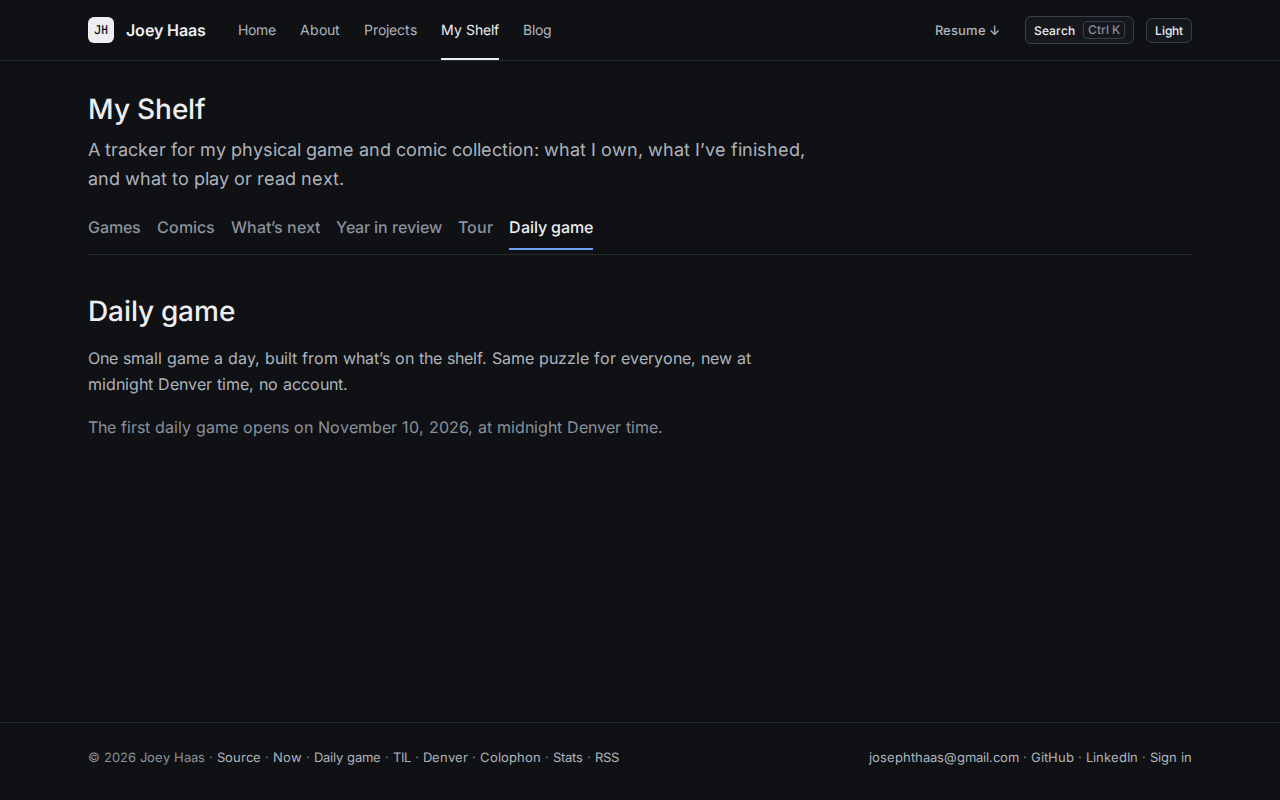 JH Joey Haas Home About Projects My Shelf Blog Resume ↓ Search Ctrl K Light
My Shelf
A tracker for my physical game and comic collection: what I own, what I’ve finished,
and what to play or read next.
Games Comics What’s next Year in review Tour Daily game
Daily game
One small game a day, built from what’s on the shelf. Same puzzle for everyone, new at
midnight Denver time, no account.
The first daily game opens on November 10, 2026, at midnight Denver time.
© 2026 Joey Haas · Source · Now · Daily game · TIL · Denver · Colophon · Stats · RSS josephthaas@gmail.com · GitHub · LinkedIn · Sign in